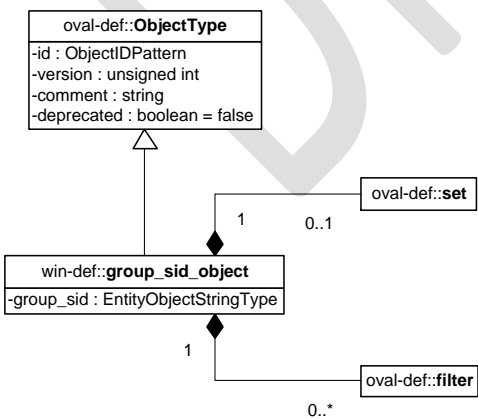 oval-def::ObjectType
-id : ObjectIDPattern
-version : unsigned int
-comment : string
-deprecated : boolean = false
oval-def::set
1
0..1
win-def::group_sid_object
-group_sid : EntityObjectStringType
1
oval-def::filter
0..*